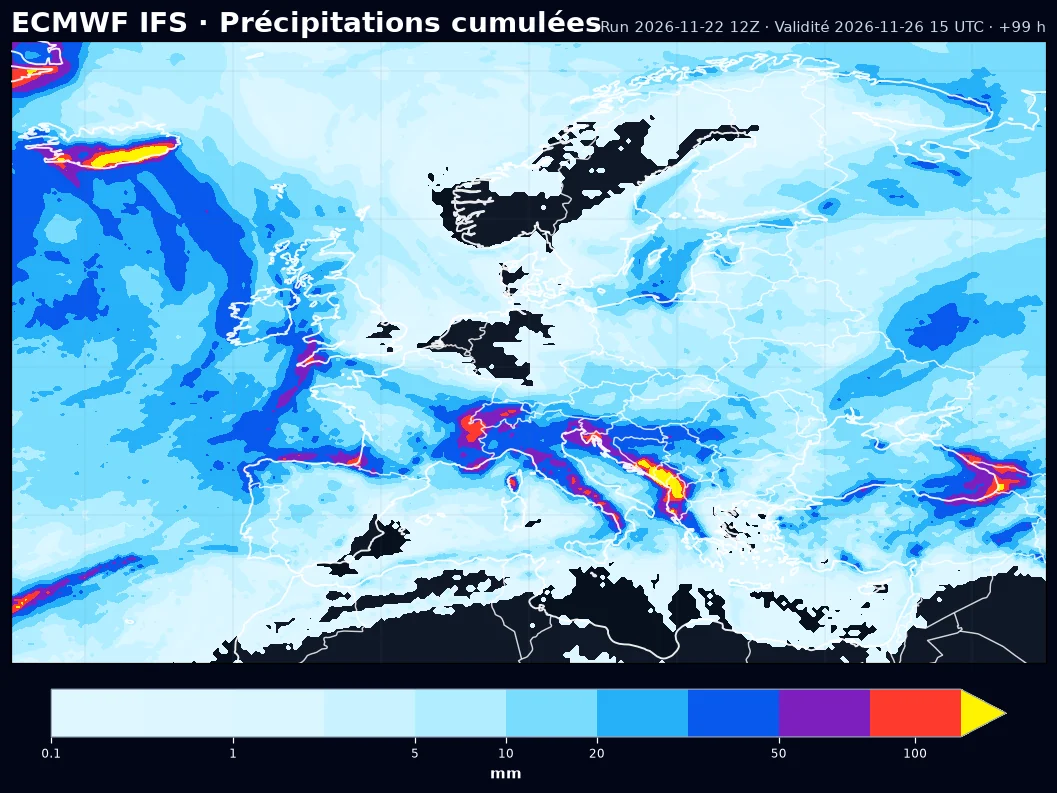 ECMWF IFS · Précipitations cumulées
Run 2026-11-22 12Z · Validité 2026-11-26 15 UTC · +99 h
0.1 1 5 10 20 50 100
mm